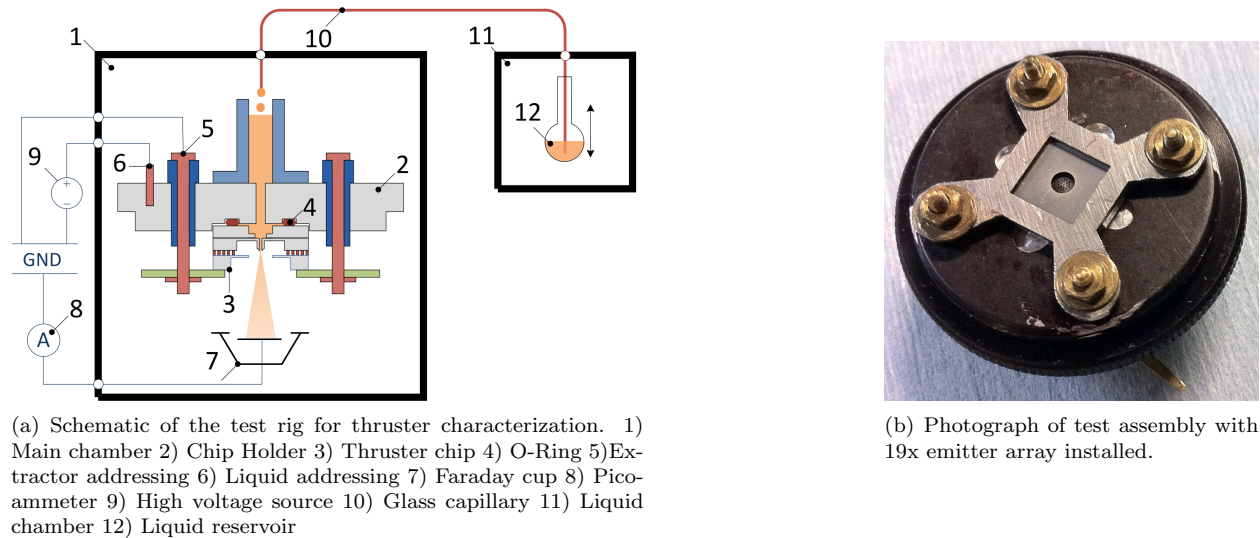 1
10
11
12
5
9
6
2
+
−
4
GND
3
8
A
7
(a) Schematic of the test rig for thruster characterization. 1)
Main chamber 2) Chip Holder 3) Thruster chip 4) O-Ring 5)Ex-
tractor addressing 6) Liquid addressing 7) Faraday cup 8) Pico-
ammeter 9) High voltage source 10) Glass capillary 11) Liquid
chamber 12) Liquid reservoir
(b) Photograph of test assembly with
19x emitter array installed.